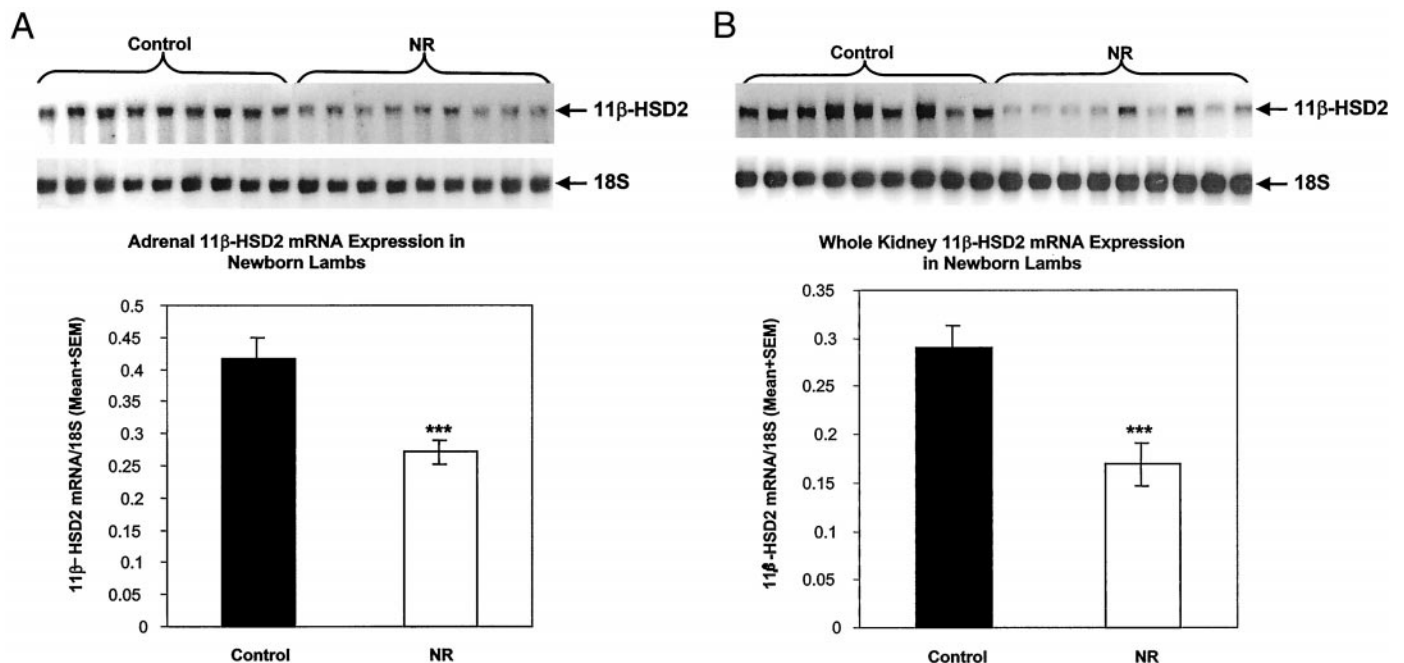 A
Control
NR
11β-HSD2
18S
Adrenal 11β-HSD2 mRNA Expression in
Newborn Lambs
11β– HSD2 mRNA/18S (Mean+SEM)
0.5
0.45
0.4
0.35
0.3
0.25
0.2
0.15
0.1
0.05
0
***
Control
NR
B
Control
NR
11β-HSD2
18S
Whole Kidney 11β-HSD2 mRNA Expression
in Newborn Lambs
11β-HSD2 mRNA/18S (Mean+SEM)
0.35
0.3
0.25
0.2
0.15
0.1
0.05
0
***
Control
NR